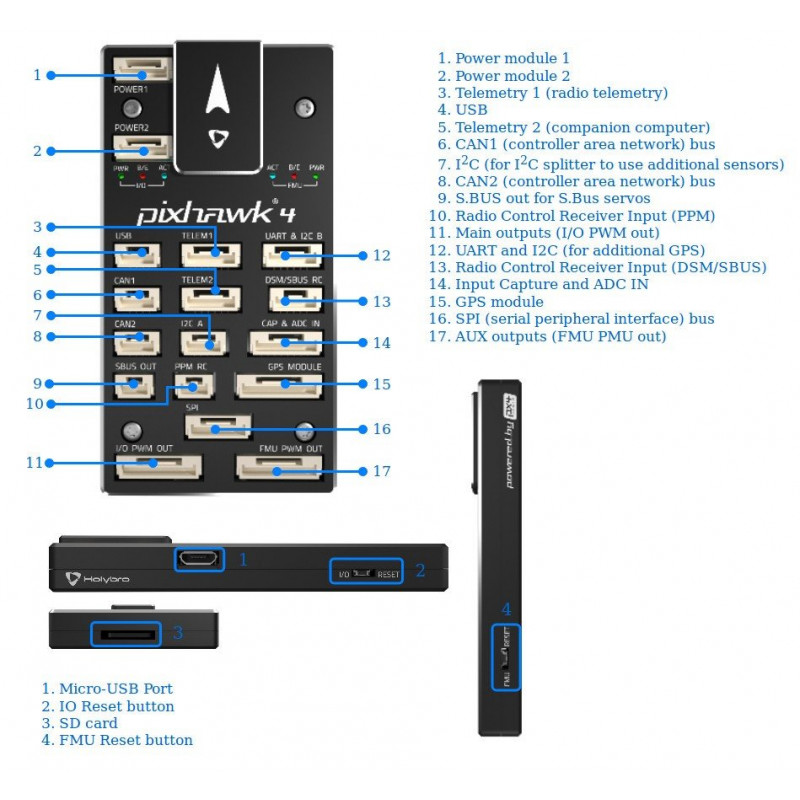 1
POWER1
POWER2
2
PWR B/E ACT
I/O
ACT B/E PWR
FMU
pixhawk®4
3
USB TELEM1 UART & I2C B
4
12
5
CAN1 TELEM2 DSM/SBUS RC
6
13
7
CAN2 I2C A CAP & ADC IN
8
14
SBUS OUT PPM RC GPS MODULE
9
15
10
SPI
16
I/O PWM OUT FMU PWM OUT
11
17
1. Power module 1
2. Power module 2
3. Telemetry 1 (radio telemetry)
4. USB
5. Telemetry 2 (companion computer)
6. CAN1 (controller area network) bus
7. I2C (for I2C splitter to use additional sensors)
8. CAN2 (controller area network) bus
9. S.BUS out for S.Bus servos
10. Radio Control Receiver Input (PPM)
11. Main outputs (I/O PWM out)
12. UART and I2C (for additional GPS)
13. Radio Control Receiver Input (DSM/SBUS)
14. Input Capture and ADC IN
15. GPS module
16. SPI (serial peripheral interface) bus
17. AUX outputs (FMU PMU out)
powered by px4
4
FMU RESET
1
I/O RESET
2
Holybro
3
1. Micro-USB Port
2. IO Reset button
3. SD card
4. FMU Reset button